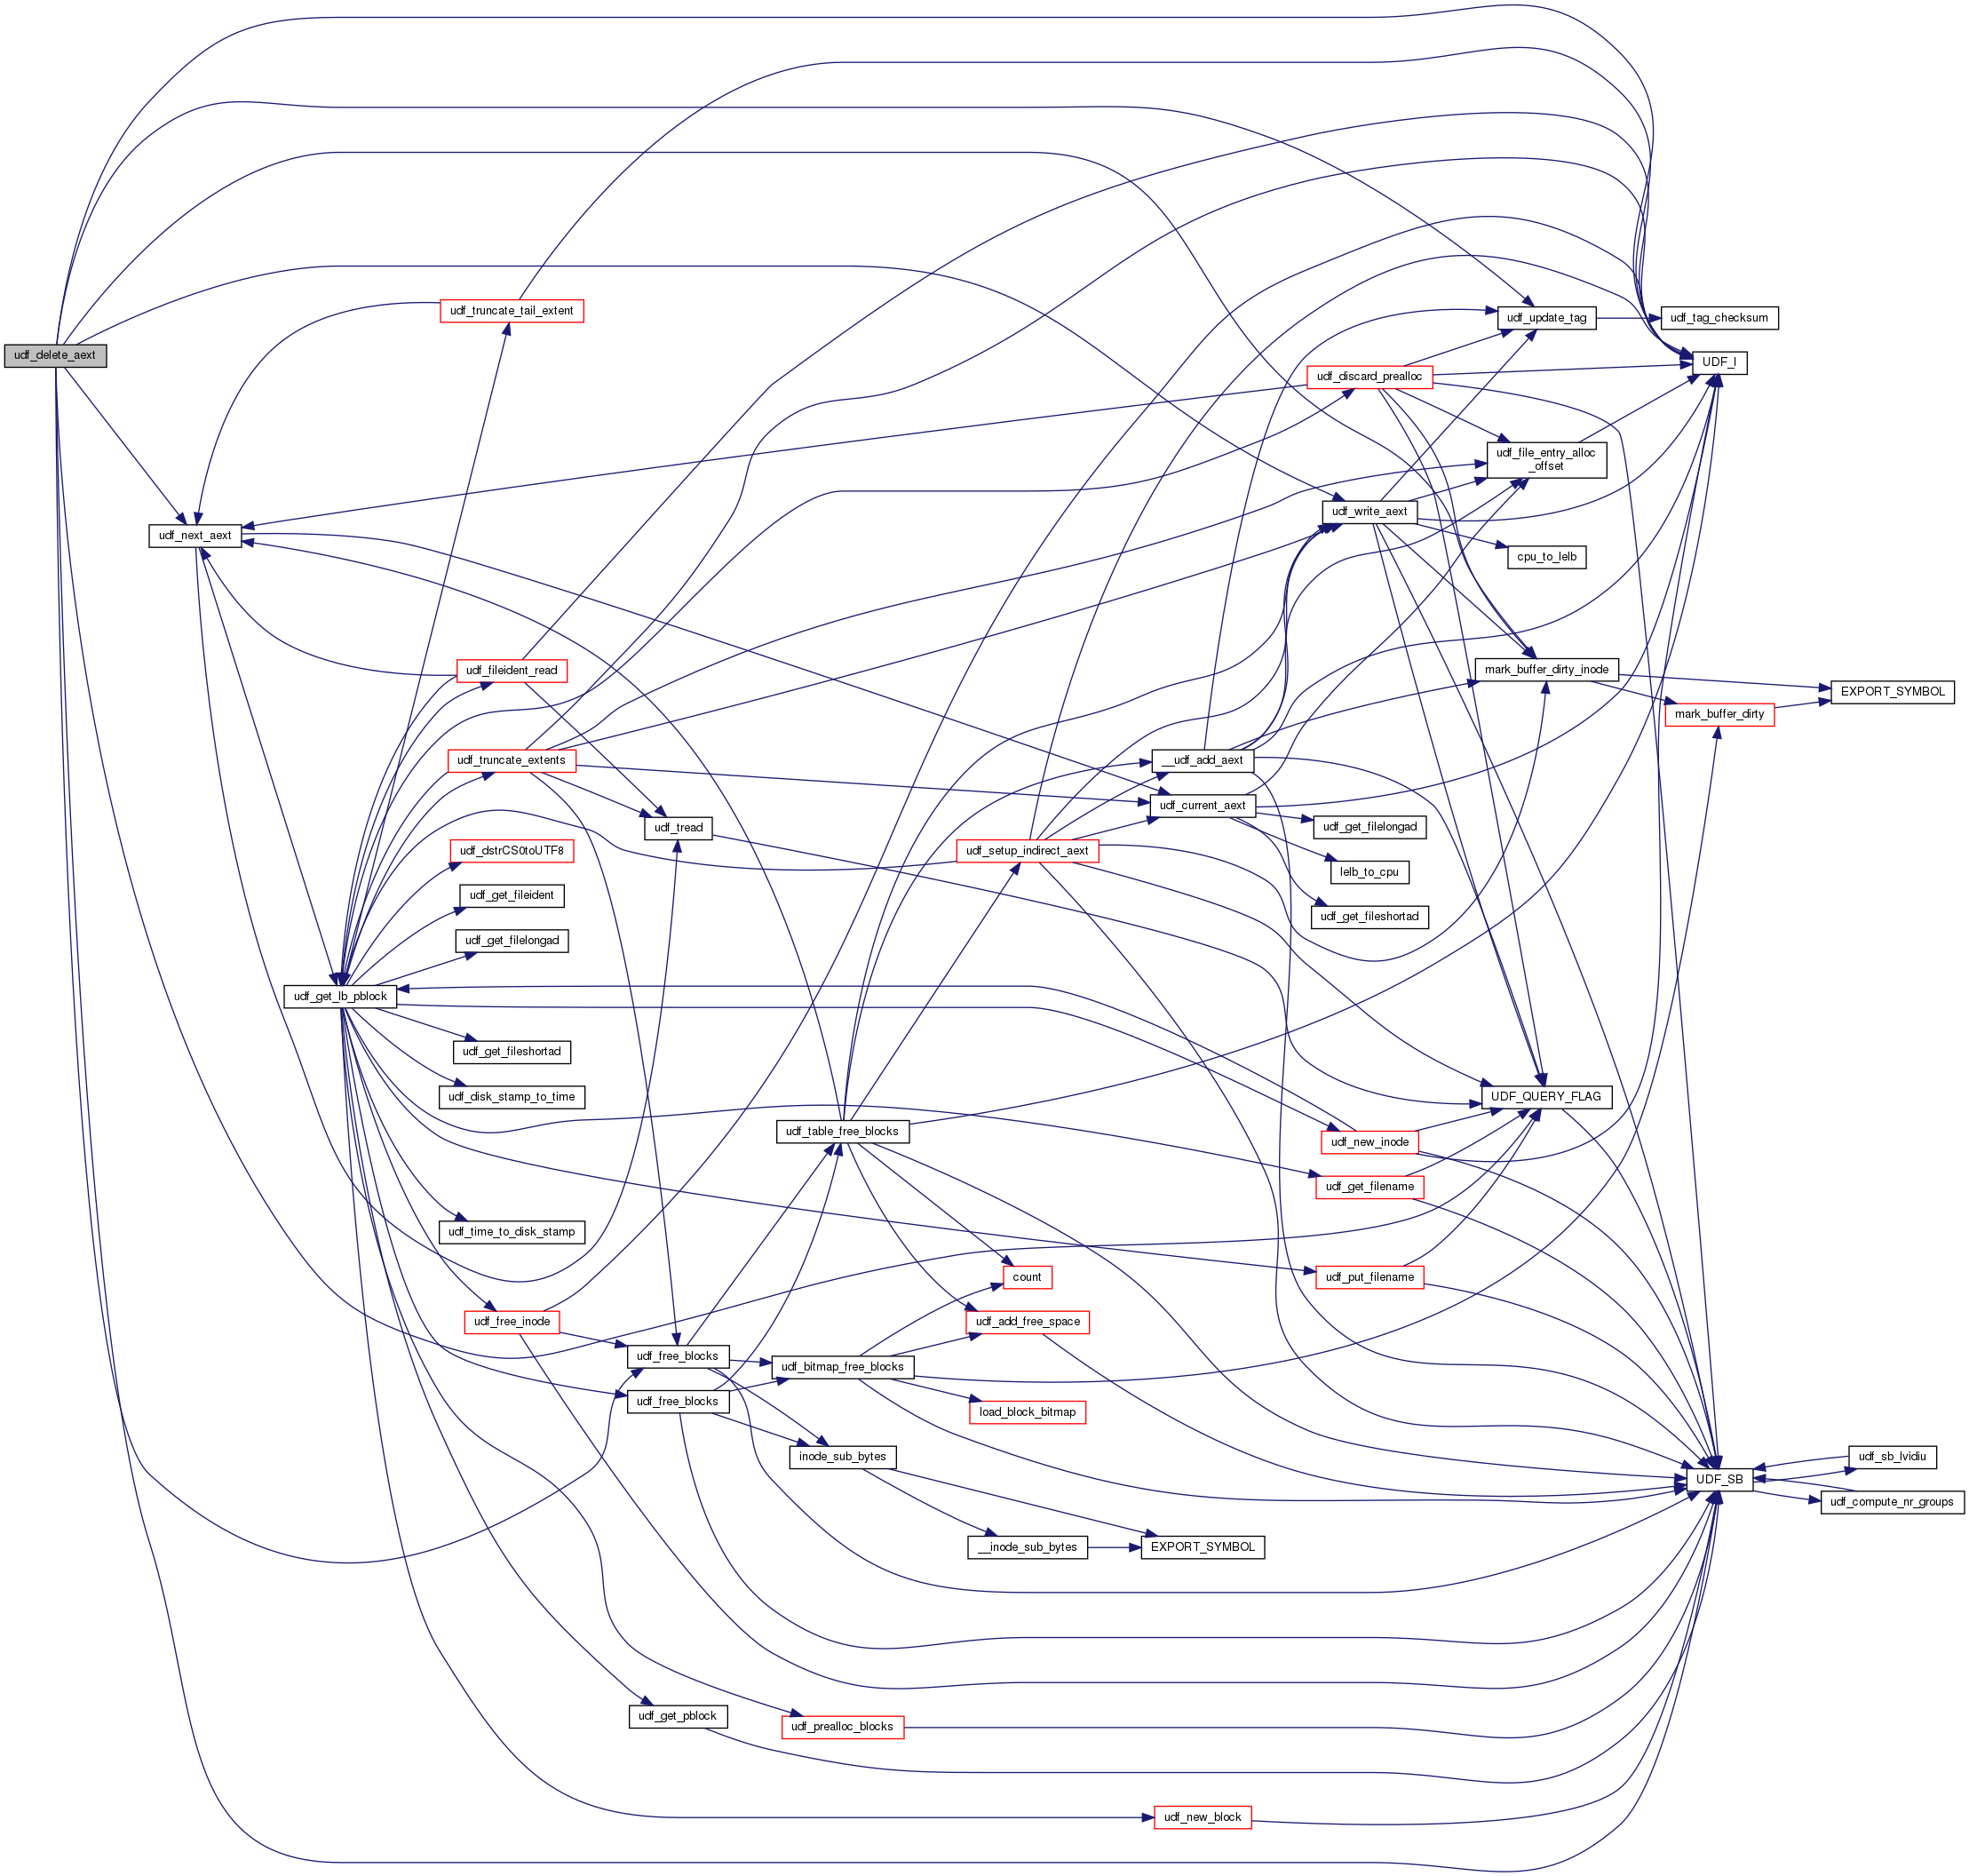 udf_delete_aext
udf_truncate_tail_extent
udf_update_tag
udf_tag_checksum
UDF_I
udf_discard_prealloc
udf_file_entry_alloc
_offset
udf_write_aext
udf_next_aext
cpu_to_lelb
udf_fileident_read
mark_buffer_dirty_inode
EXPORT_SYMBOL
mark_buffer_dirty
udf_truncate_extents
__udf_add_aext
udf_current_aext
udf_tread
udf_get_filelongad
udf_dstrCS0toUTF8
udf_setup_indirect_aext
lelb_to_cpu
udf_get_fileident
udf_get_fileshortad
udf_get_filelongad
udf_get_lb_pblock
udf_get_fileshortad
udf_disk_stamp_to_time
UDF_QUERY_FLAG
udf_table_free_blocks
udf_new_inode
udf_get_filename
udf_time_to_disk_stamp
count
udf_put_filename
udf_free_inode
udf_add_free_space
udf_free_blocks
udf_bitmap_free_blocks
udf_free_blocks
load_block_bitmap
inode_sub_bytes
udf_sb_lvidiu
UDF_SB
udf_compute_nr_groups
__inode_sub_bytes
EXPORT_SYMBOL
udf_get_pblock
udf_prealloc_blocks
udf_new_block